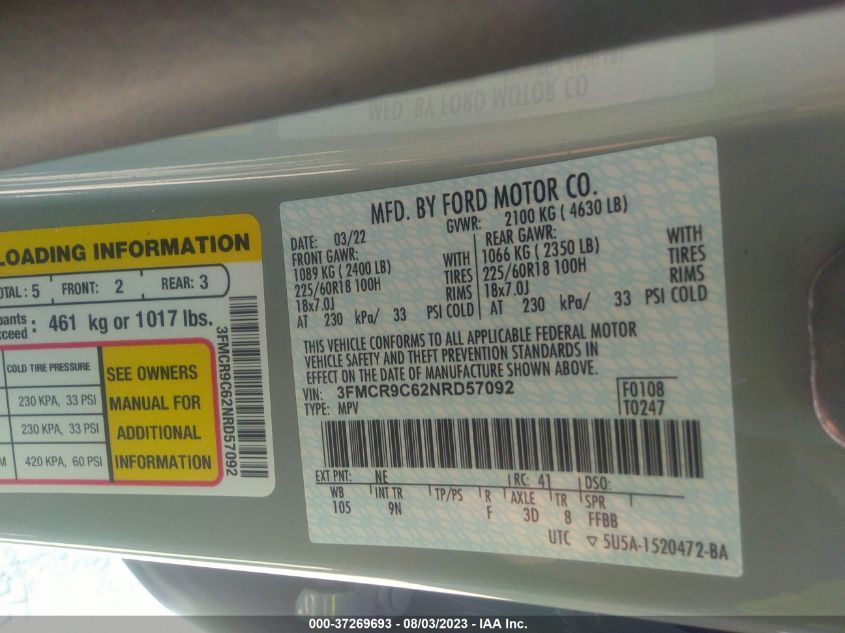 MFD. BY FORD MOTOR CO.
LOADING INFORMATION
TOTAL: 5 FRONT: 2 REAR: 3
461 kg or 1017 lbs.
COLD TIRE PRESSURE
230 KPA, 33 PSI
230 KPA, 33 PSI
420 KPA, 60 PSI
SEE OWNERS
MANUAL FOR
ADDITIONAL
INFORMATION
3FMCR9C62NRD57092
MFD. BY FORD MOTOR CO.
DATE: 03/22 GVWR: 2100 KG ( 4630 LB)
FRONT GAWR: REAR GAWR:
1089 KG ( 2400 LB) WITH 1066 KG ( 2350 LB) WITH
225/60R18 100H TIRES 225/60R18 100H TIRES
18x7.0J RIMS 18x7.0J RIMS
AT 230 kPa/ 33 PSI COLD AT 230 kPa/ 33 PSI COLD
THIS VEHICLE CONFORMS TO ALL APPLICABLE FEDERAL MOTOR
VEHICLE SAFETY AND THEFT PREVENTION STANDARDS IN
EFFECT ON THE DATE OF MANUFACTURE SHOWN ABOVE.
VIN: 3FMCR9C62NRD57092 F0108
TYPE: MPV T0247
EXT PNT: NE RC: 41 DSO:
WB INT TR TP/PS R AXLE TR SPR
105 9N F 3D 8 FFBB
UTC 5U5A-1520472-BA
000-37269693 - 08/03/2023 - IAA Inc.